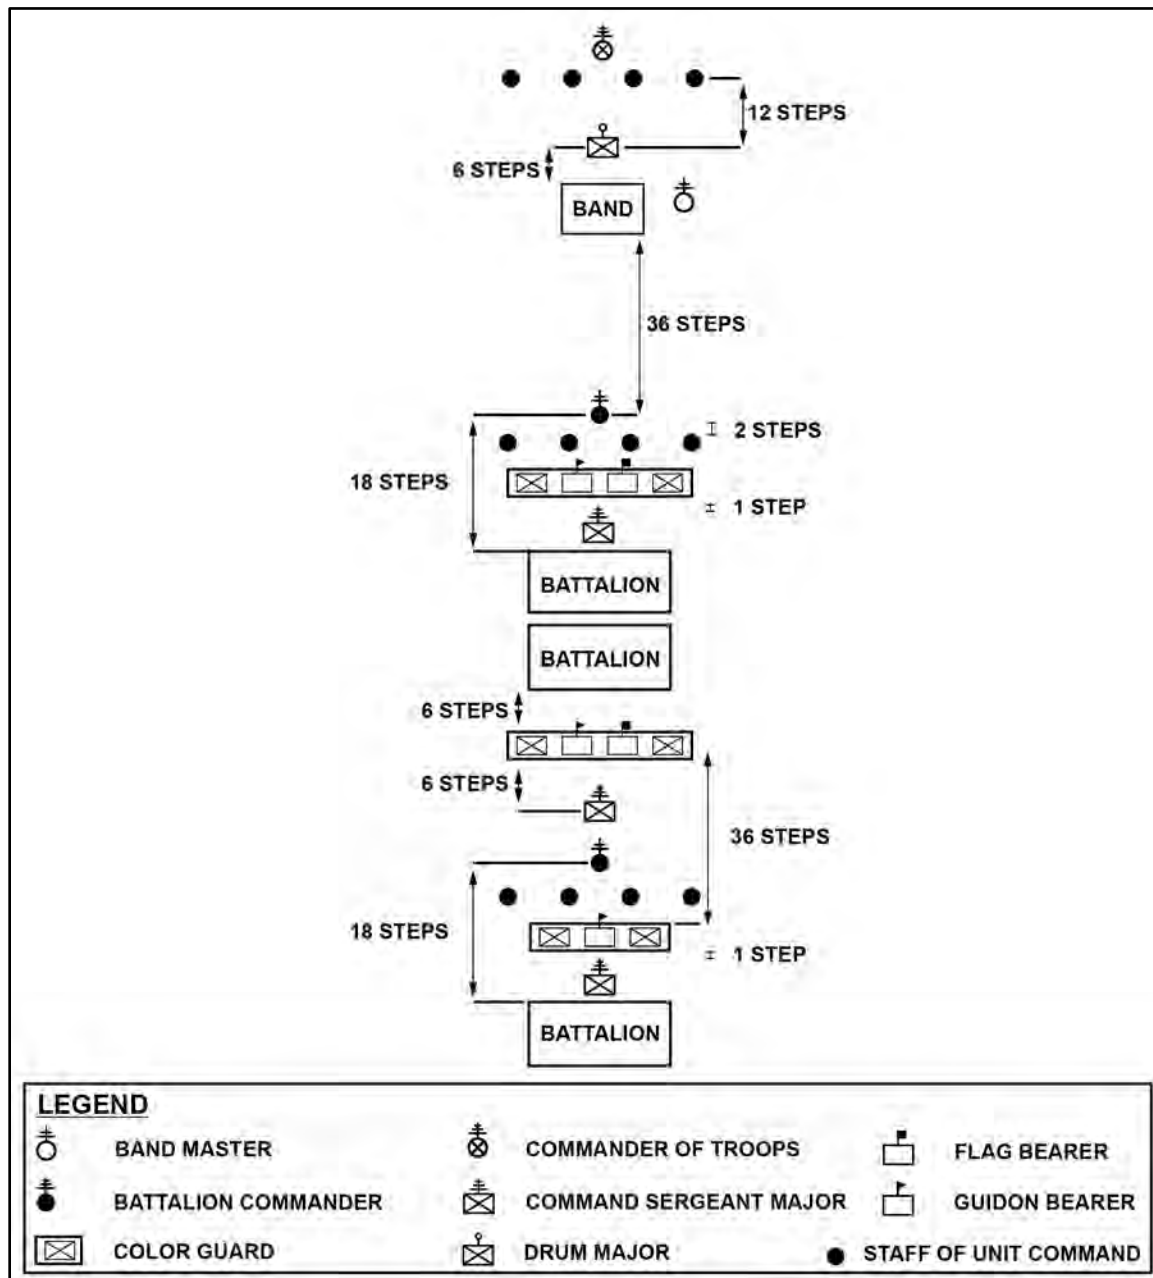 12 STEPS
6 STEPS
BAND
36 STEPS
2 STEPS
18 STEPS
1 STEP
BATTALION
BATTALION
6 STEPS
6 STEPS
36 STEPS
18 STEPS
1 STEP
BATTALION
LEGEND
BAND MASTER COMMANDER OF TROOPS FLAG BEARER
BATTALION COMMANDER COMMAND SERGEANT MAJOR GUIDON BEARER
COLOR GUARD DRUM MAJOR STAFF OF UNIT COMMAND